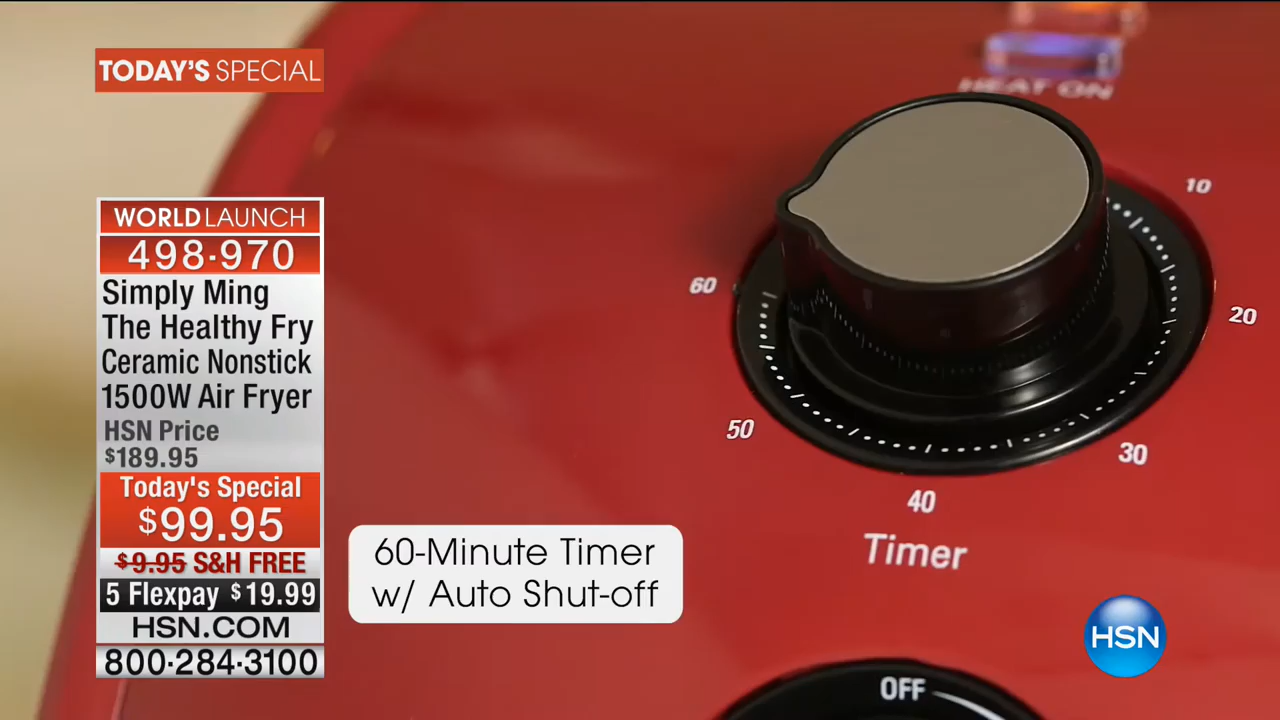 TODAY'S SPECIAL
WORLD LAUNCH
498·970
Simply Ming
The Healthy Fry
Ceramic Nonstick
1500W Air Fryer
HSN Price
$189.95
Today's Special
$99.95
$9.95 S&H FREE
5 Flexpay $19.99
HSN.COM
800·284·3100
60-Minute Timer
w/ Auto Shut-off
HEAT ON
10
20
30
40
50
60
Timer
OFF
HSN